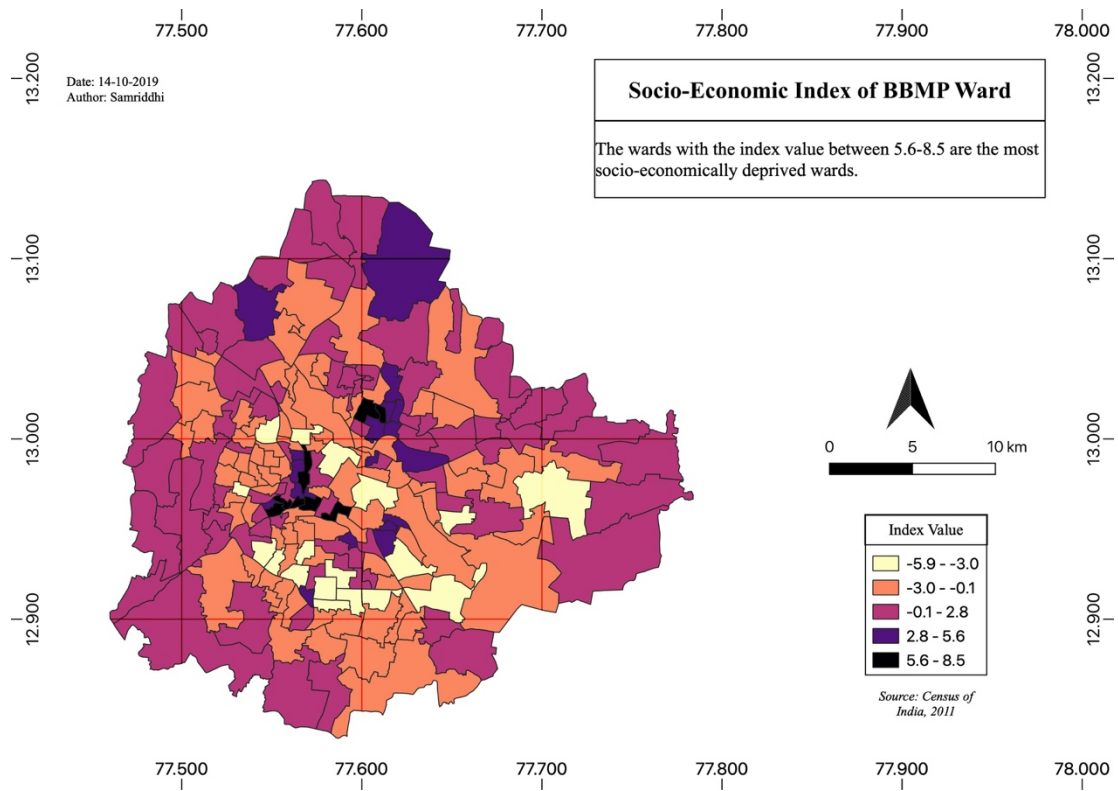 77.500 77.600 77.700 77.800 77.900 78.000
13.200
13.200
Date: 14-10-2019
Author: Samriddhi
Socio-Economic Index of BBMP Ward
The wards with the index value between 5.6-8.5 are the most
socio-economically deprived wards.
13.100
13.100
13.000
13.000
0 5 10 km
Index Value
-5.9 - -3.0
-3.0 - -0.1
-0.1 - 2.8
2.8 - 5.6
5.6 - 8.5
12.900
12.900
Source: Census of
India, 2011
77.500 77.600 77.700 77.800 77.900 78.000